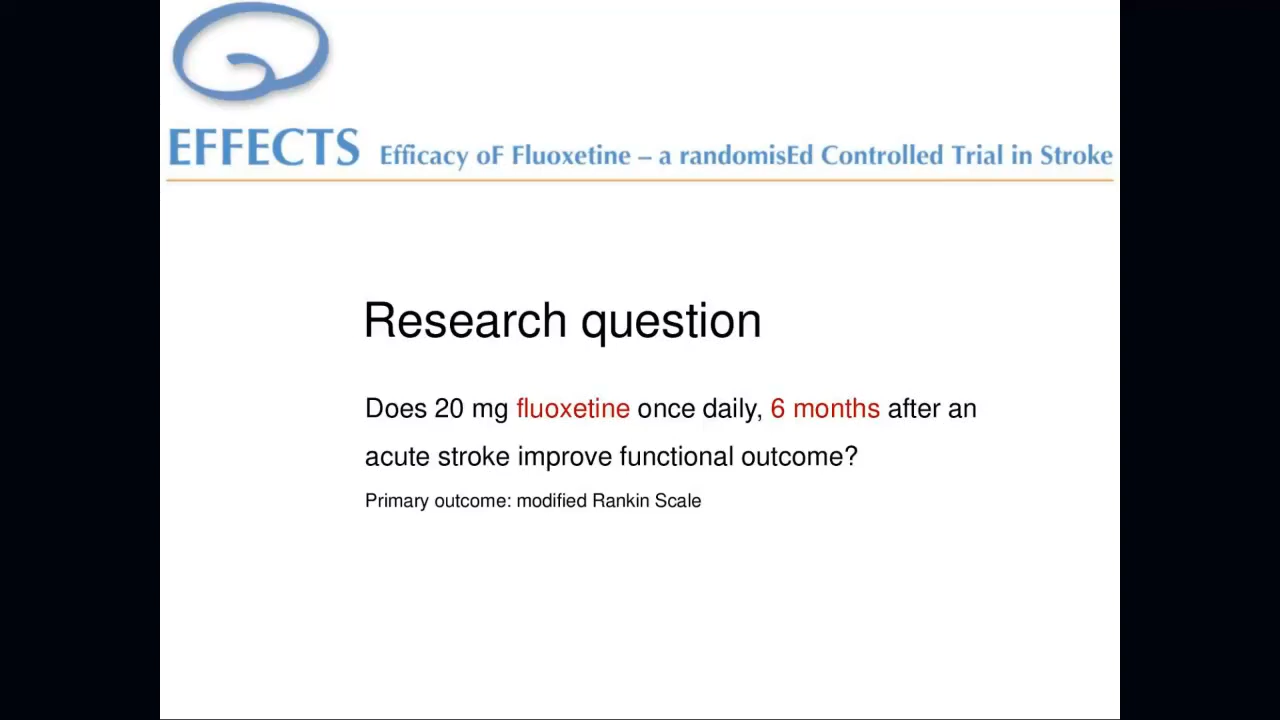 EFFECTS Efficacy oF Fluoxetine – a randomisEd Controlled Trial in Stroke
Research question
Does 20 mg fluoxetine once daily, 6 months after an
acute stroke improve functional outcome?
Primary outcome: modified Rankin Scale